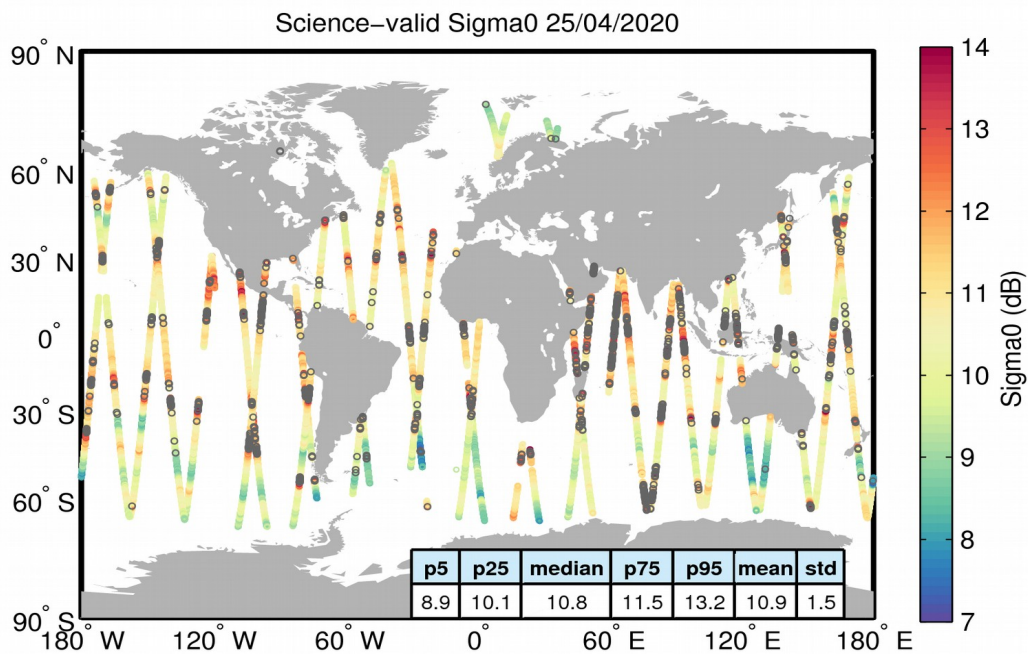 Science−valid Sigma0 25/04/2020
90° N
60° N
30° N
0°
30° S
60° S
90° S
180° W
120° W
60° W
0°
60° E
120° E
180° E
14
13
12
11
10
9
8
7
Sigma0 (dB)
p5 p25 median p75 p95 mean std
8.9 10.1 10.8 11.5 13.2 10.9 1.5